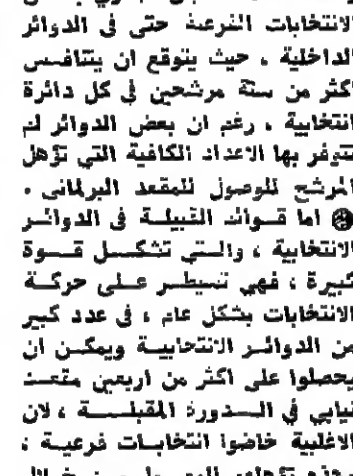 الانتخابات الفرعية حتى في الدوائر
الداخلية ، حيث يتوقع ان يتنافس
اكثر من ستة مرشحين في كل دائرة
انتخابية ، رغم ان بعض الدوائر لم
تتوفر بها الاعداد الكافية التي تؤهل
المرشح للوصول للمقعد البرلماني .
اما قوائم القبيلة في الدوائر
الانتخابية ، والتي تشكل قوة
كبيرة ، فهي تسيطر على حركة
الانتخابات بشكل عام ، في عدد كبير
من الدوائر الانتخابية ويمكن ان
يحصلوا على اكثر من اربعين مقعد
نيابي في الدورة المقبلة ، لان
الاغلبية خاضوا انتخابات فرعية ،